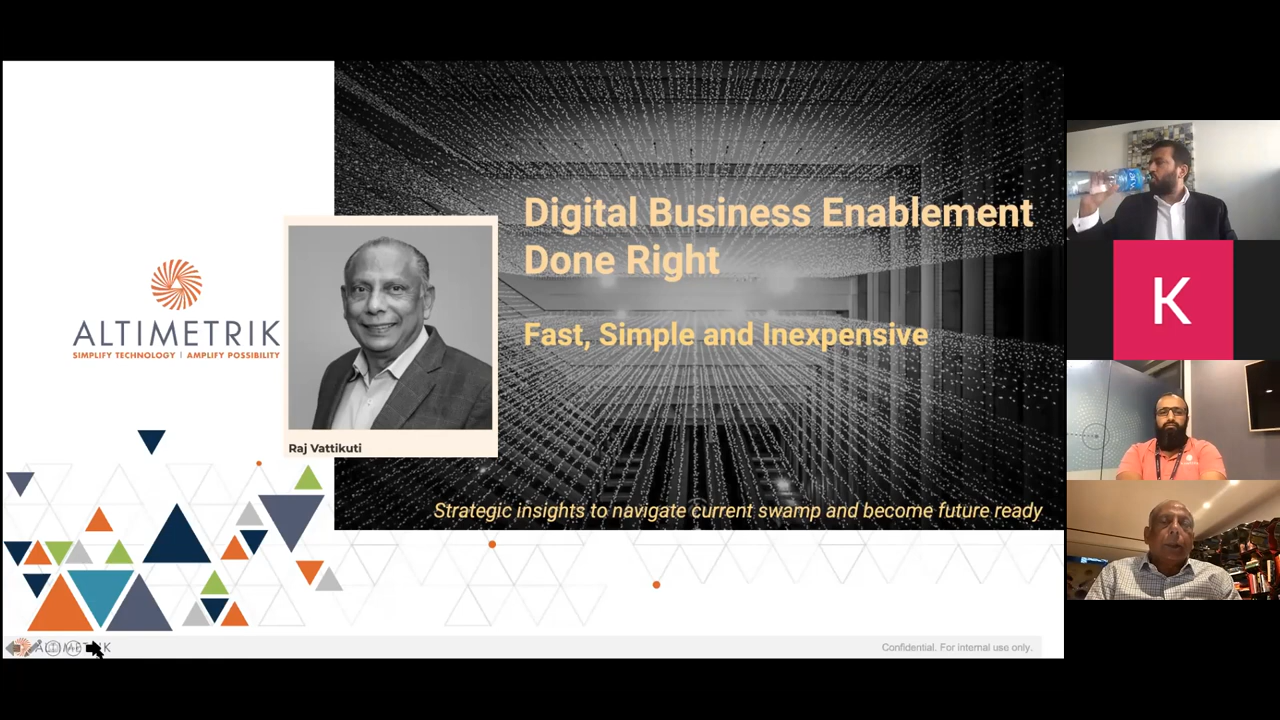 ALTIMETRIK
SIMPLIFY TECHNOLOGY | AMPLIFY POSSIBILITY
Raj Vattikuti
Digital Business Enablement
Done Right
Fast, Simple and Inexpensive
Strategic insights to navigate current swamp and become future ready
ALTIMETRIK
Confidential. For internal use only.
K